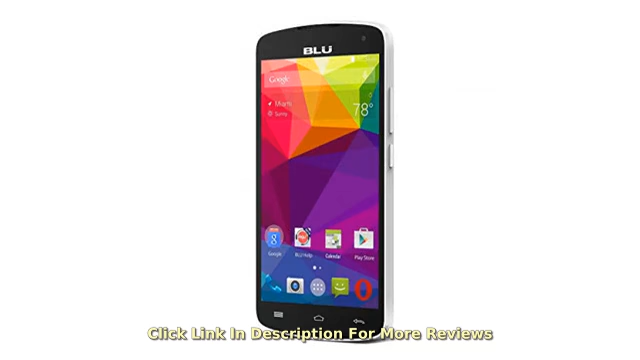 BLU
Google
Miami
Sunny
78°
Google
BLU Help
Calendar
Play Store
Click Link In Description For More Reviews